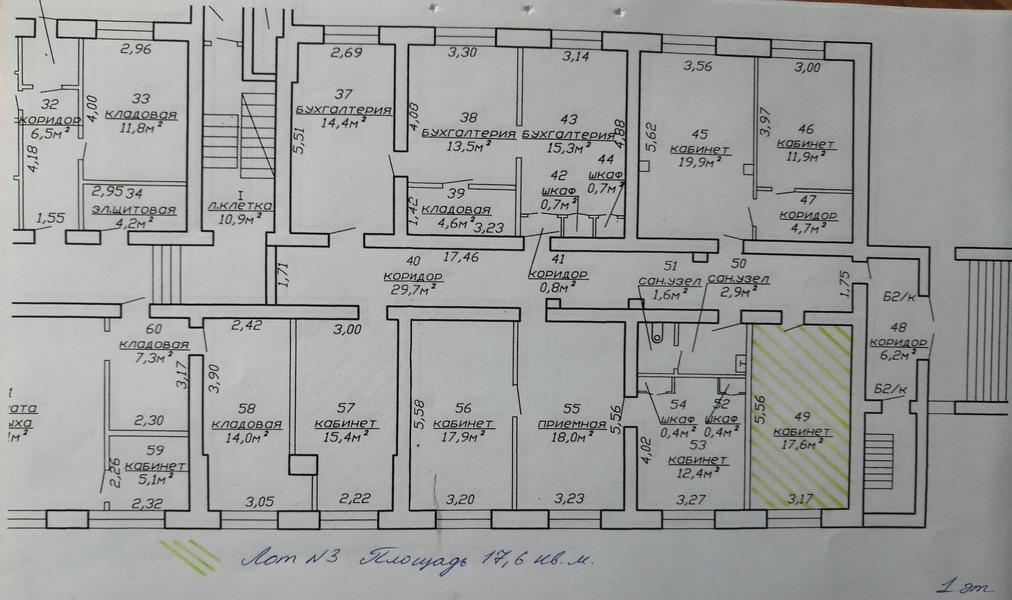 2,96
2,69
3,30
3,14
3,56
3,00
32
коридор
6,5м²
4,18
1,55
4,00
33
кладовая
11,8м²
2,95
34
эл.щитовая
4,2м²
I
л.клетка
10,9м²
37
бухгалтерия
14,4м²
5,51
4,08
38
бухгалтерия
13,5м²
39
кладовая
4,6м²
1,42
3,23
43
бухгалтерия
15,3м²
4,88
44
шкаф
0,7м²
42
шкаф
0,7м²
5,62
45
кабинет
19,9м²
3,97
46
кабинет
11,9м²
47
коридор
4,7м²
1,71
40
коридор
29,7м²
17,46
41
коридор
0,8м²
51
сан.узел
1,6м²
50
сан.узел
2,9м²
1,75
Б2/к
48
коридор
6,2м²
Б2/к
60
кладовая
7,3м²
3,17
2,30
59
кабинет
5,1м²
2,26
2,32
2,42
3,90
58
кладовая
14,0м²
3,05
3,00
57
кабинет
15,4м²
2,22
5,58
56
кабинет
17,9м²
3,20
55
приемная
18,0м²
5,56
3,23
54
шкаф
0,4м²
52
шкаф
0,4м²
53
кабинет
12,4м²
4,02
3,27
5,56
49
кабинет
17,6м²
3,17
Лот №3 Площадь 17,6 кв.м.
1 эт.